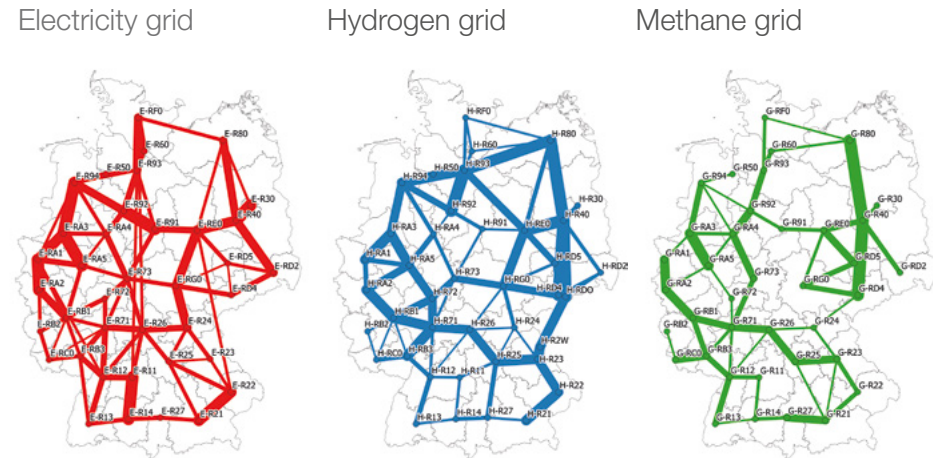 Electricity grid
Hydrogen grid
Methane grid
E-RF0
E-R80
E-R60
E-R50
E-R93
E-R94
E-R30
E-R92
E-R40
E-RA3
E-RA4
E-R91
E-RE0
E-RA1
E-RA5
E-RD5
E-R73
E-RG0
E-RD2
E-RA2
E-R72
E-RD4
E-RB1
E-RB2
E-R71
E-R26
E-R24
E-RC0
E-RB3
E-R25
E-R23
E-R12
E-R11
E-R22
E-R13
E-R14
E-R27
E-R21
H-RF0
H-R80
H-R60
H-R50
H-R93
H-R94
H-R30
H-R92
H-R40
H-RA3
H-RA4
H-R91
H-RE0
H-RA1
H-RA5
H-RD5
H-R73
H-RG0
H-RD2
H-RA2
H-R72
H-RD4
H-RDO
H-RB1
H-RB2
H-R71
H-R26
H-R24
H-R2W
H-RC0
H-RB3
H-R25
H-R23
H-R12
H-R11
H-R22
H-R13
H-R14
H-R27
H-R21
G-RF0
G-R80
G-R60
G-R50
G-R93
G-R94
G-R30
G-R92
G-R40
G-RA3
G-RA4
G-R91
G-RE0
G-RA1
G-RA5
G-RD5
G-R73
G-RG0
G-RD2
G-RA2
G-R72
G-RD4
G-RB1
G-RB2
G-R71
G-R26
G-R24
G-RC0
G-RB3
G-R25
G-R23
G-R12
G-R11
G-R22
G-R13
G-R14
G-R27
G-R21